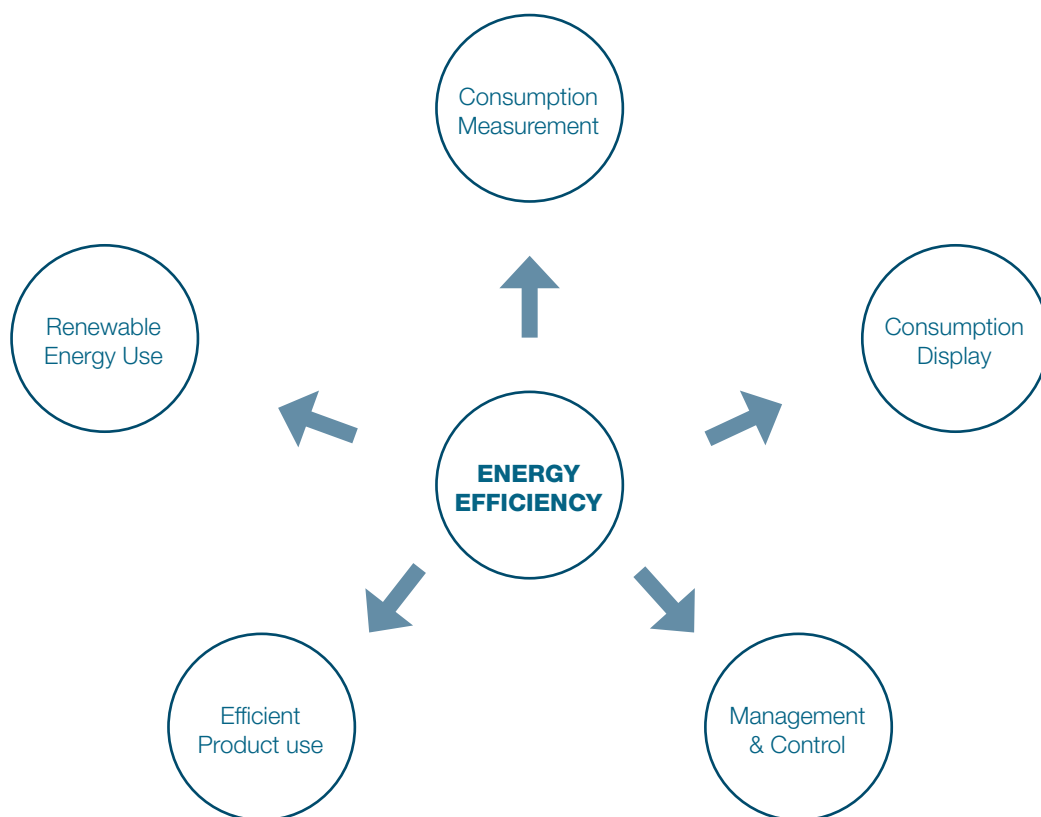 Consumption
Measurement
Renewable
Energy Use
Consumption
Display
ENERGY
EFFICIENCY
Efficient
Product use
Management
& Control